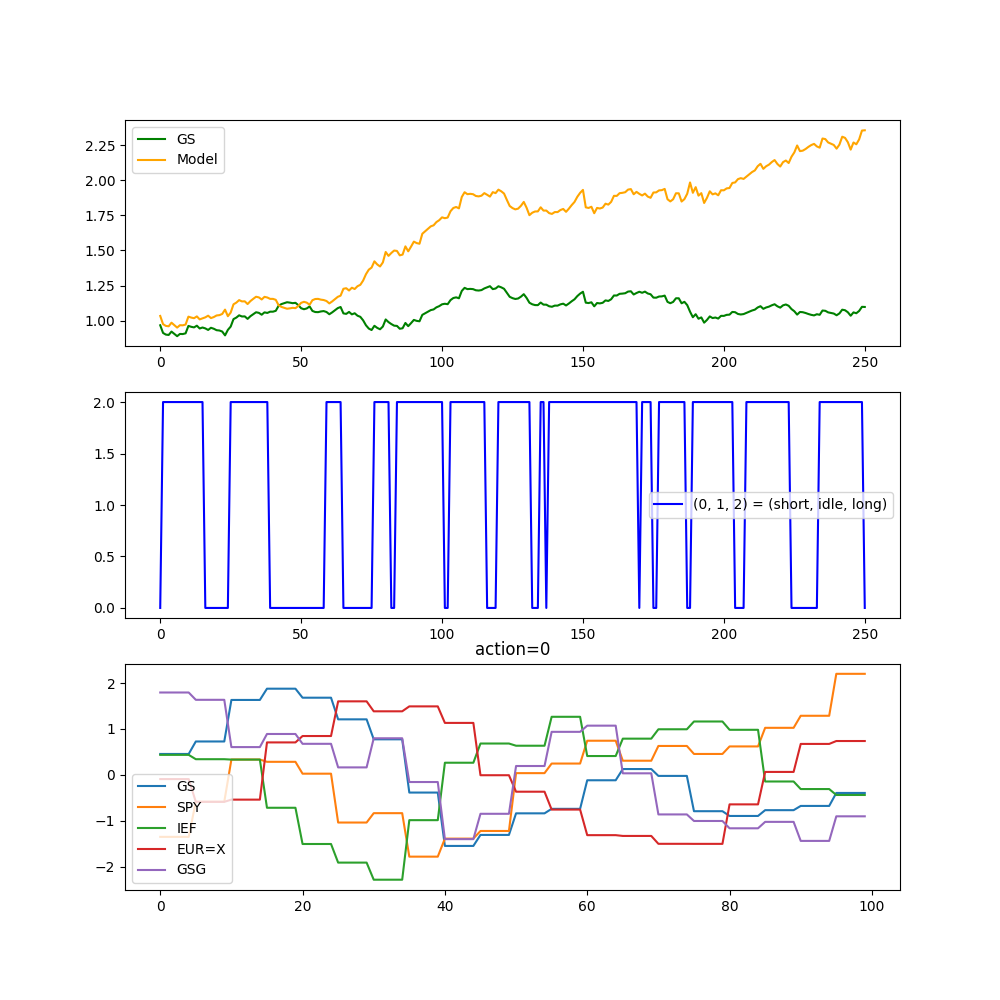 GS
Model
2.25
2.00
1.75
1.50
1.25
1.00
0 50 100 150 200 250
2.0
1.5
1.0
0.5
0.0
(0, 1, 2) = (short, idle, long)
0 50 100 150 200 250
action=0
2
1
0
−1
−2
GS
SPY
IEF
EUR=X
GSG
0 20 40 60 80 100